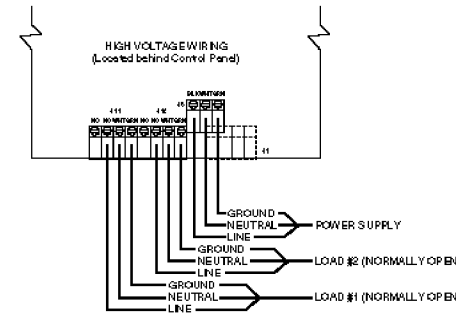 HIGH VOLTAGE WIRING
(Located behind Control Panel)
BLK WHT GRN
NO NO WHT GRN NO NO WHT GRN
GROUND
NEUTRAL
LINE
POWER SUPPLY
GROUND
NEUTRAL
LINE
LOAD #2 (NORMALLY OPEN
GROUND
NEUTRAL
LINE
LOAD #1 (NORMALLY OPEN